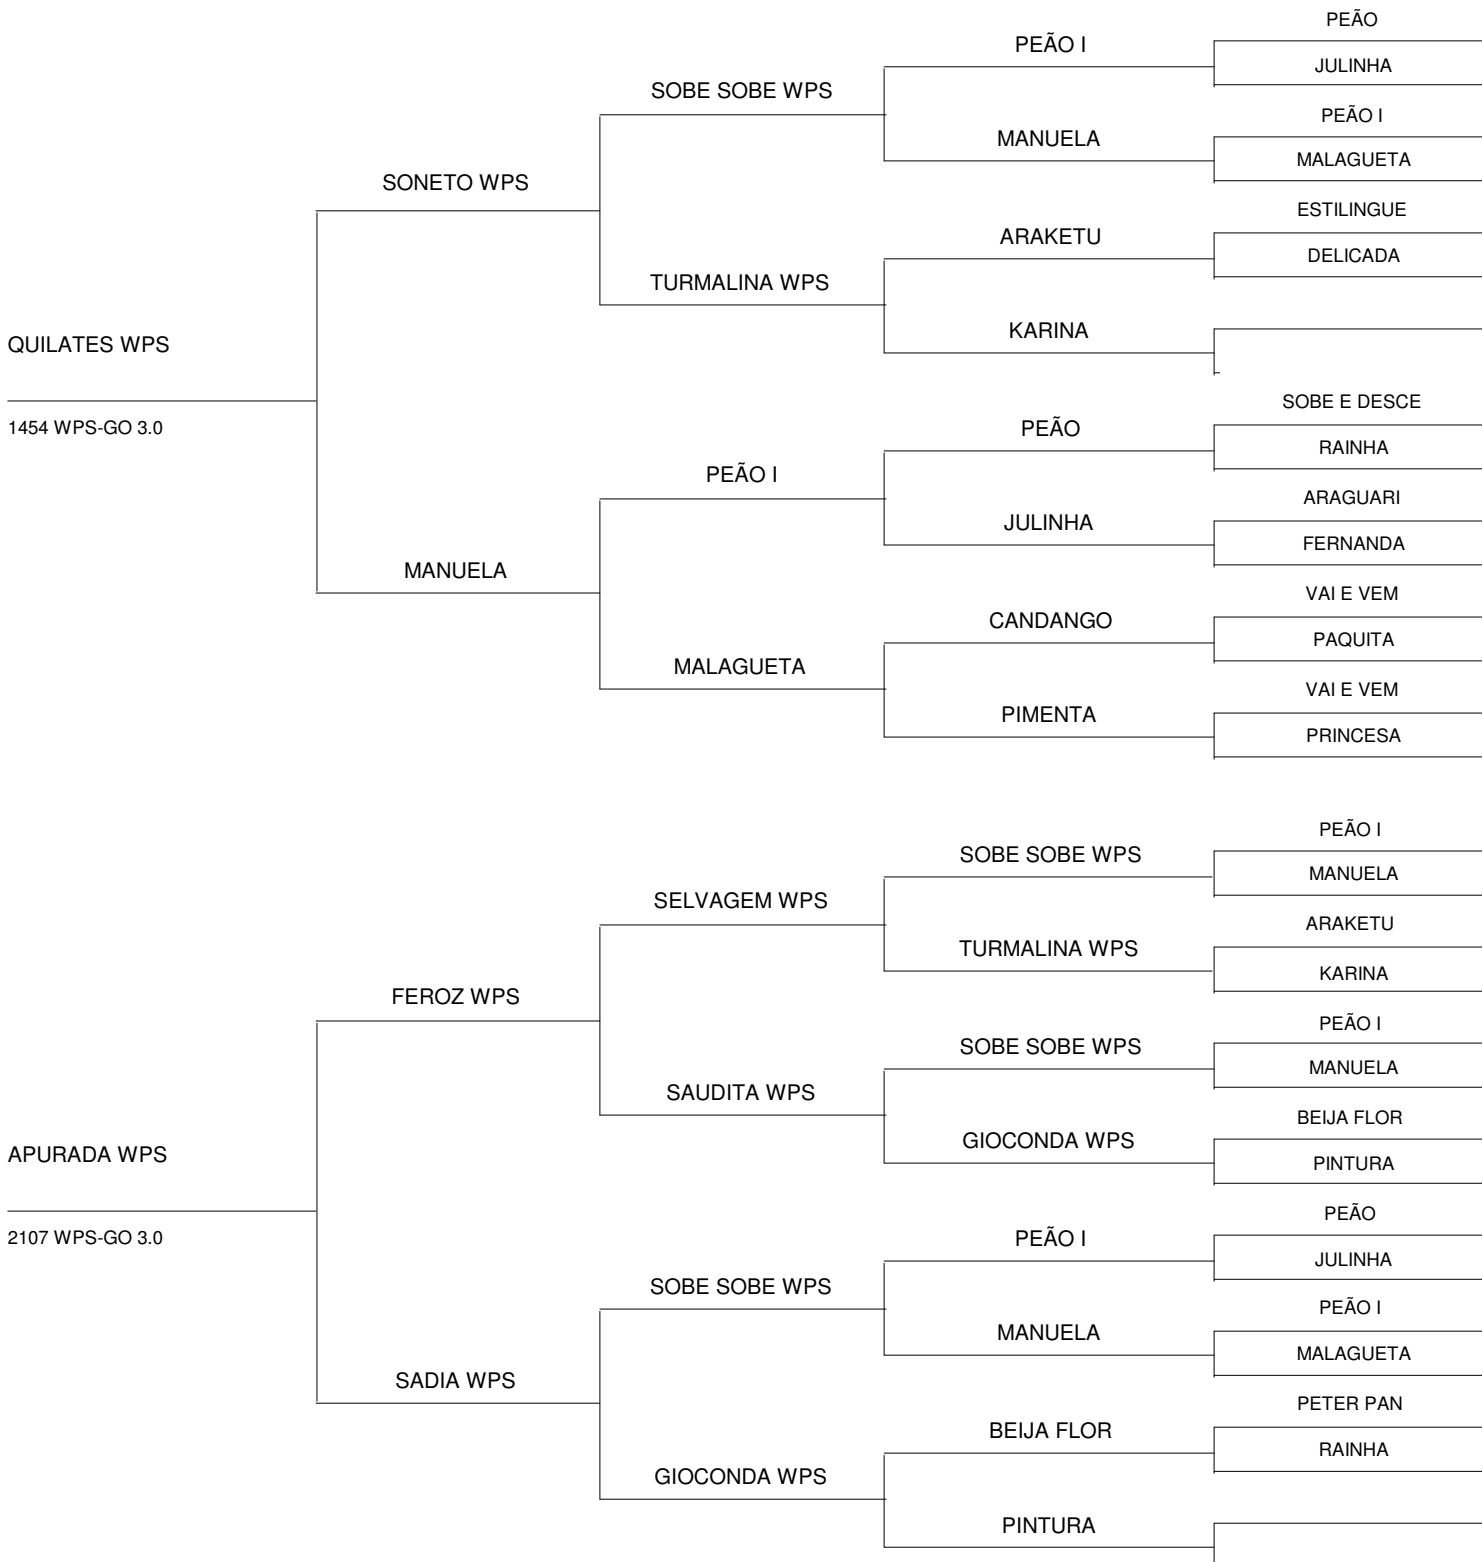 PEÃO
PEÃO I
JULINHA
SOBE SOBE WPS
PEÃO I
MANUELA
MALAGUETA
SONETO WPS
ESTILINGUE
ARAKETU
DELICADA
TURMALINA WPS
KARINA
QUILATES WPS
1454 WPS-GO 3.0
SOBE E DESCE
PEÃO
RAINHA
PEÃO I
ARAGUARI
JULINHA
FERNANDA
MANUELA
VAI E VEM
CANDANGO
PAQUITA
MALAGUETA
VAI E VEM
PIMENTA
PRINCESA
PEÃO I
SOBE SOBE WPS
MANUELA
SELVAGEM WPS
ARAKETU
TURMALINA WPS
KARINA
FEROZ WPS
PEÃO I
SOBE SOBE WPS
MANUELA
SAUDITA WPS
BEIJA FLOR
GIOCONDA WPS
PINTURA
APURADA WPS
2107 WPS-GO 3.0
PEÃO
PEÃO I
JULINHA
SOBE SOBE WPS
PEÃO I
MANUELA
MALAGUETA
SADIA WPS
PETER PAN
BEIJA FLOR
RAINHA
GIOCONDA WPS
PINTURA